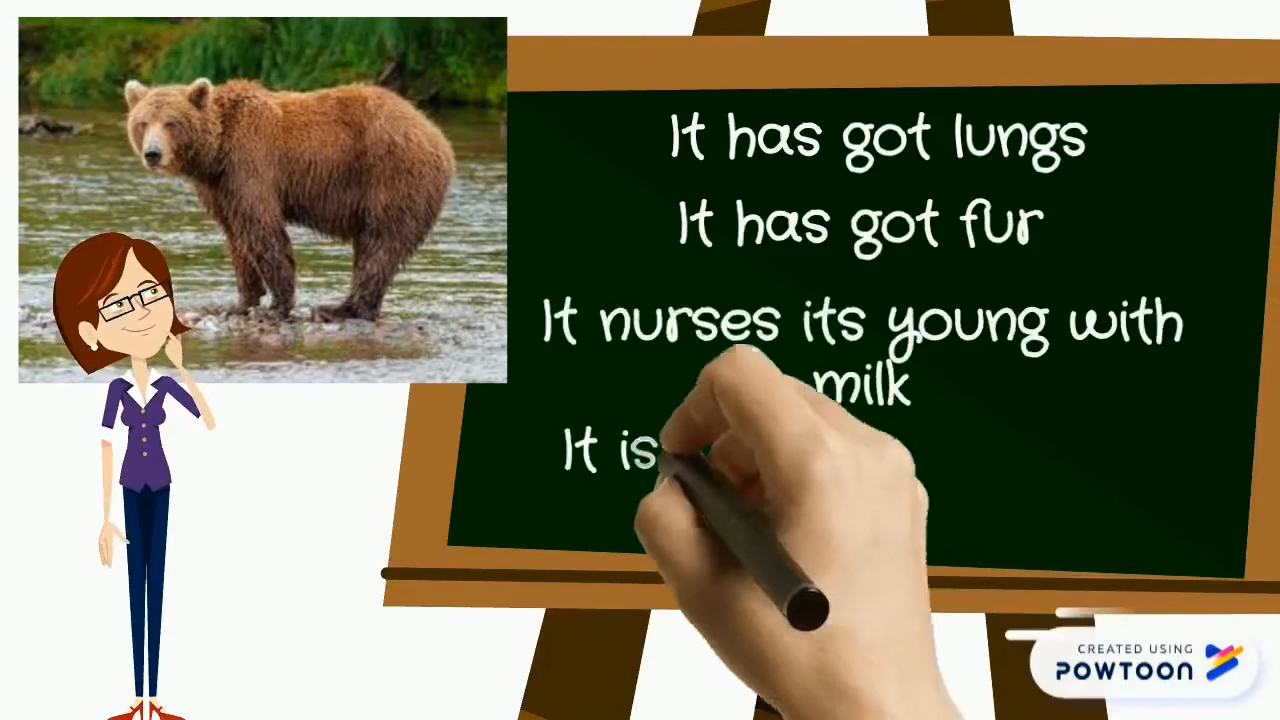 It has got lungs
It has got fur
It nurses its young with
milk
It is
CREATED USING
POWTOON